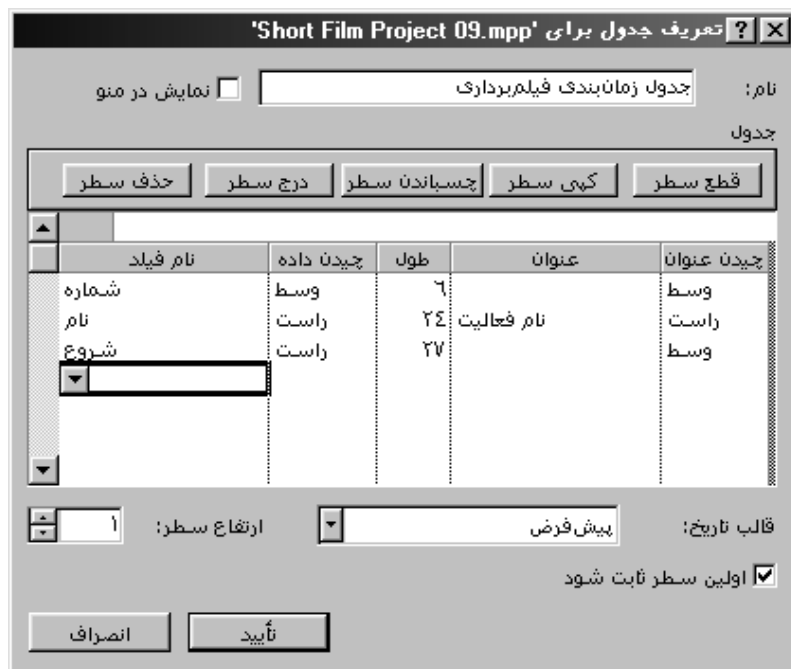 تعریف جدول برای 'Short Film Project 09.mpp'
نام: جدول زمان‌بندی فیلم‌برداری نمایش در منو
جدول
قطع سطر کپی سطر چسباندن سطر درج سطر حذف سطر
چیدن عنوان عنوان طول چیدن داده نام فیلد
وسط ٦ وسط شماره
راست نام فعالیت ٢٤ راست نام
وسط ٢٧ راست شروع
قالب تاریخ: پیش‌فرض ارتفاع سطر: ١
اولین سطر ثابت شود
تأیید انصراف